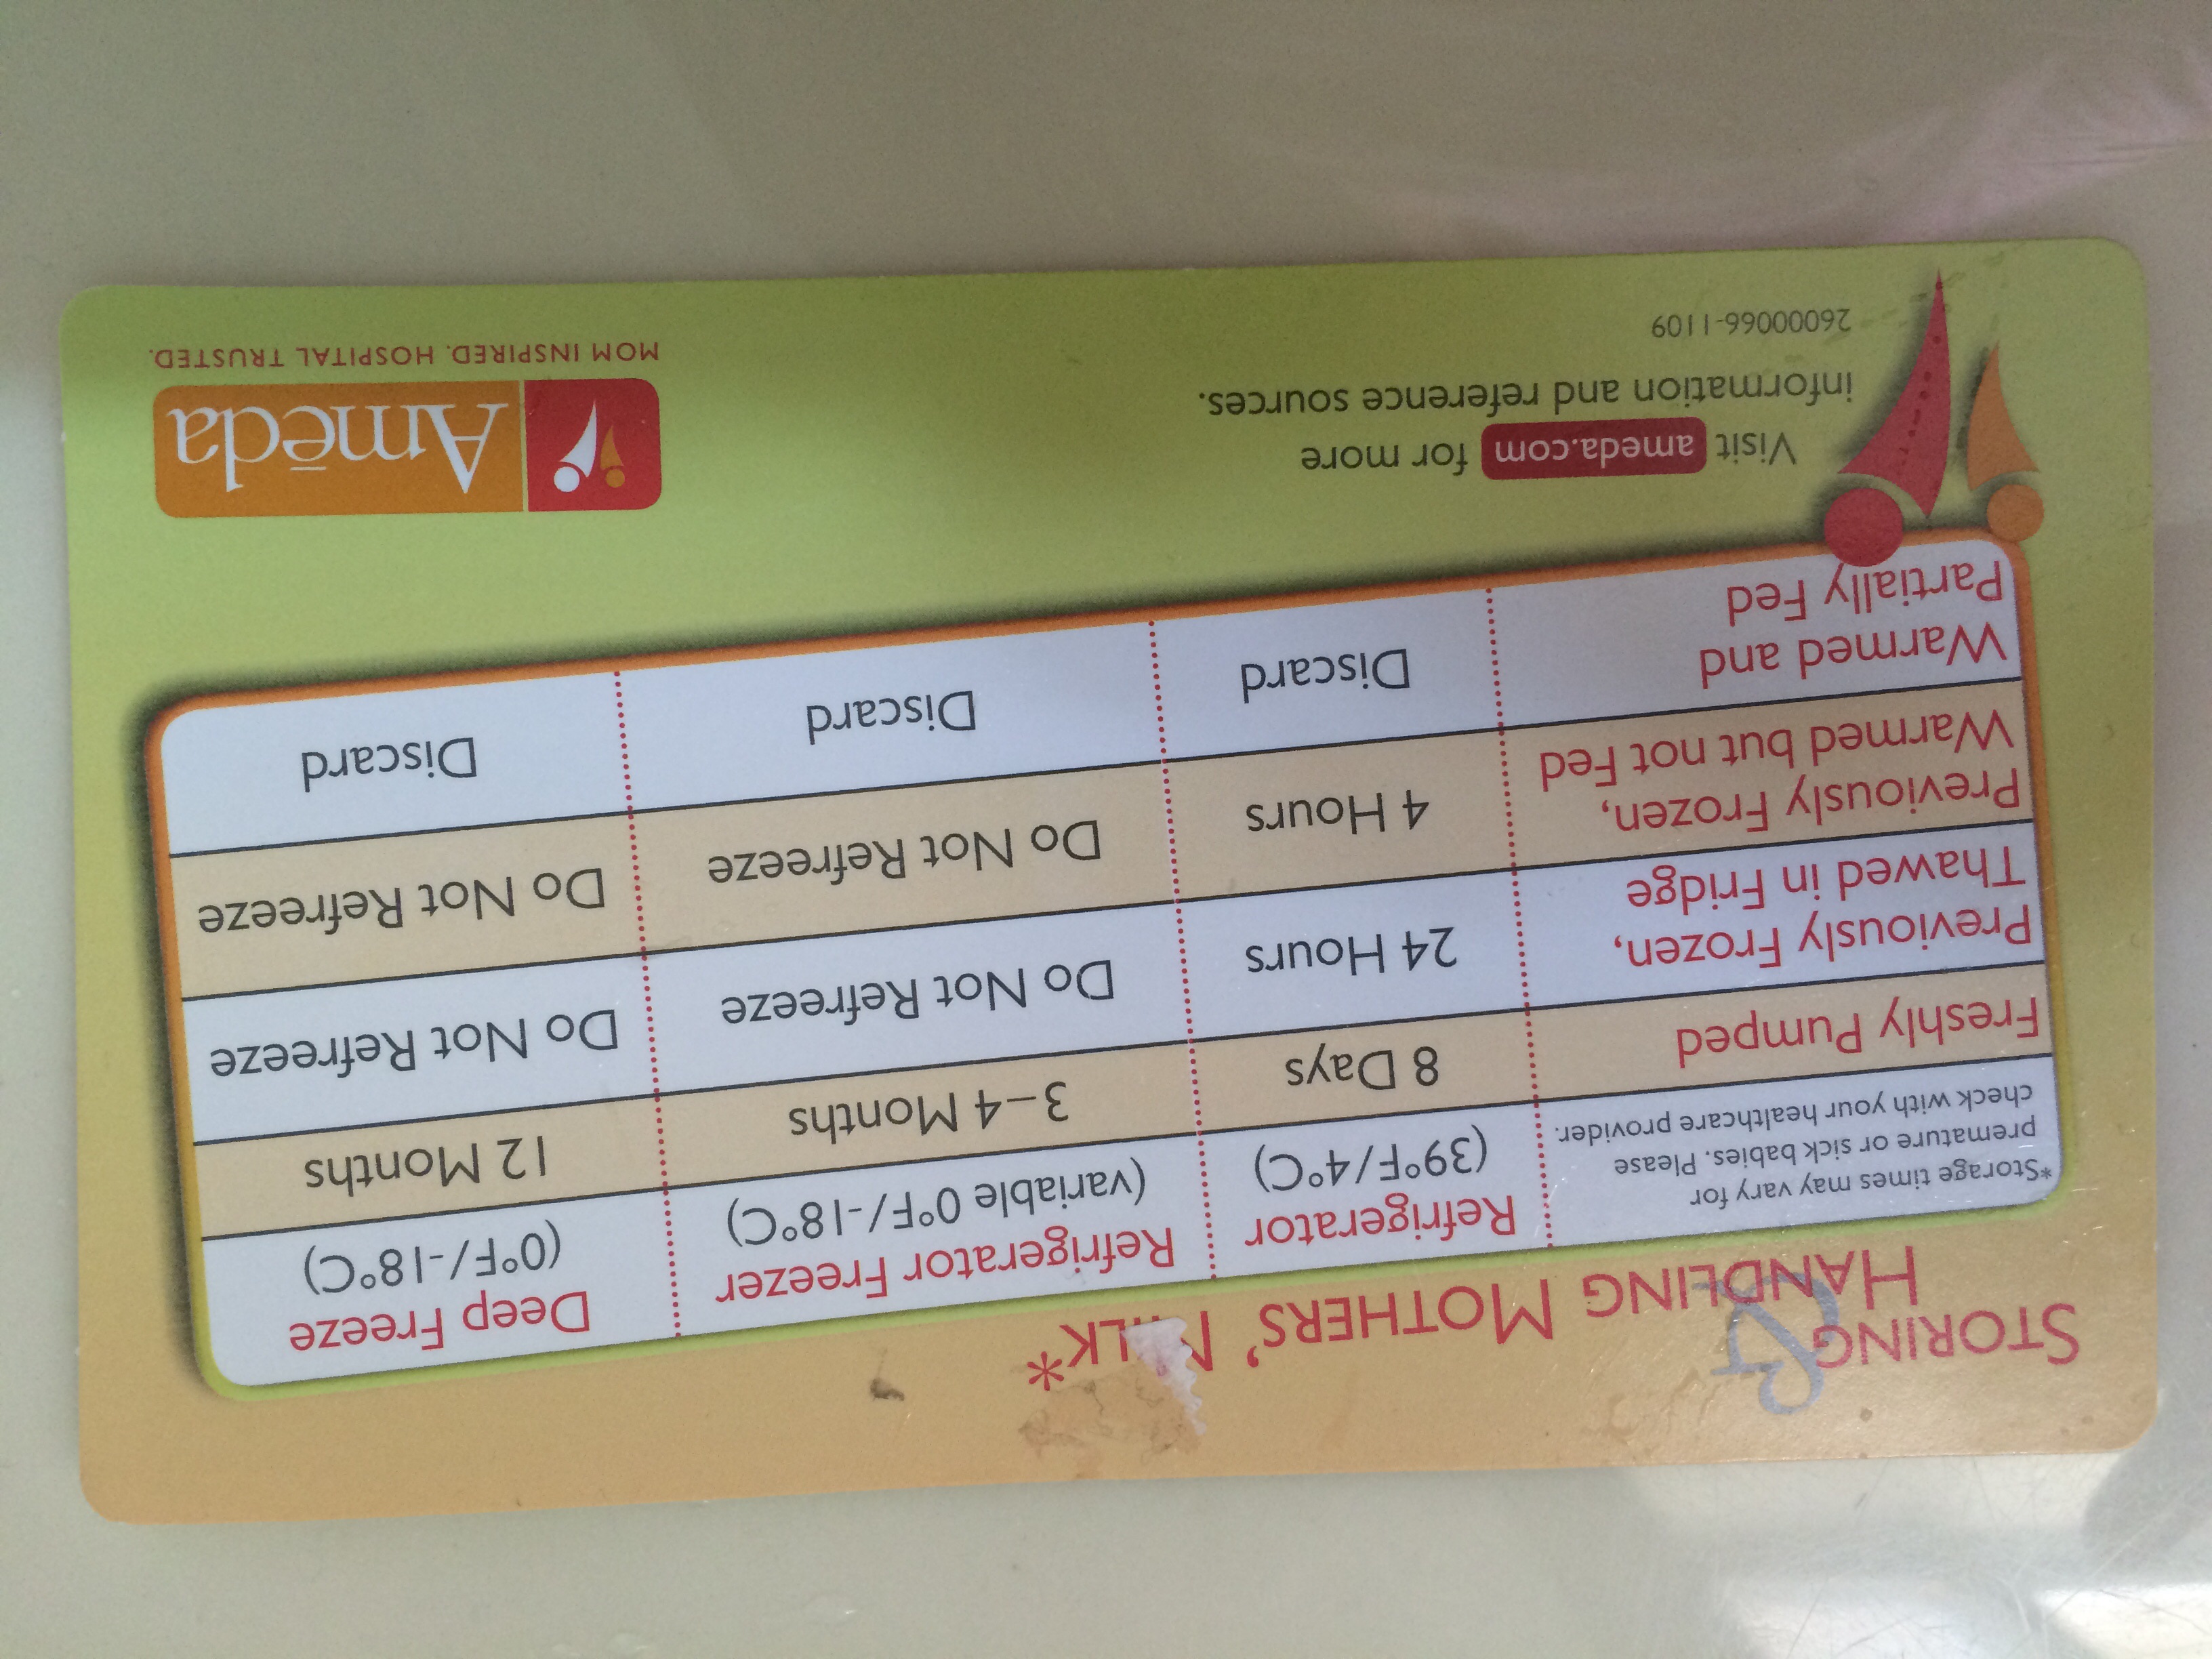 STORING & HANDLING MOTHERS' MILK*
*Storage times may vary for
premature or sick babies. Please
check with your healthcare provider.
Refrigerator
(39°F/4°C)
Refrigerator Freezer
(variable 0°F/-18°C)
Deep Freeze
(0°F/-18°C)
Freshly Pumped
8 Days
3–4 Months
12 Months
Previously Frozen,
Thawed in Fridge
24 Hours
Do Not Refreeze
Do Not Refreeze
Previously Frozen,
Warmed but not Fed
4 Hours
Do Not Refreeze
Do Not Refreeze
Warmed and
Partially Fed
Discard
Discard
Discard
Visit ameda.com for more
information and reference sources.
26000066-1109
Amēda
MOM INSPIRED. HOSPITAL TRUSTED.